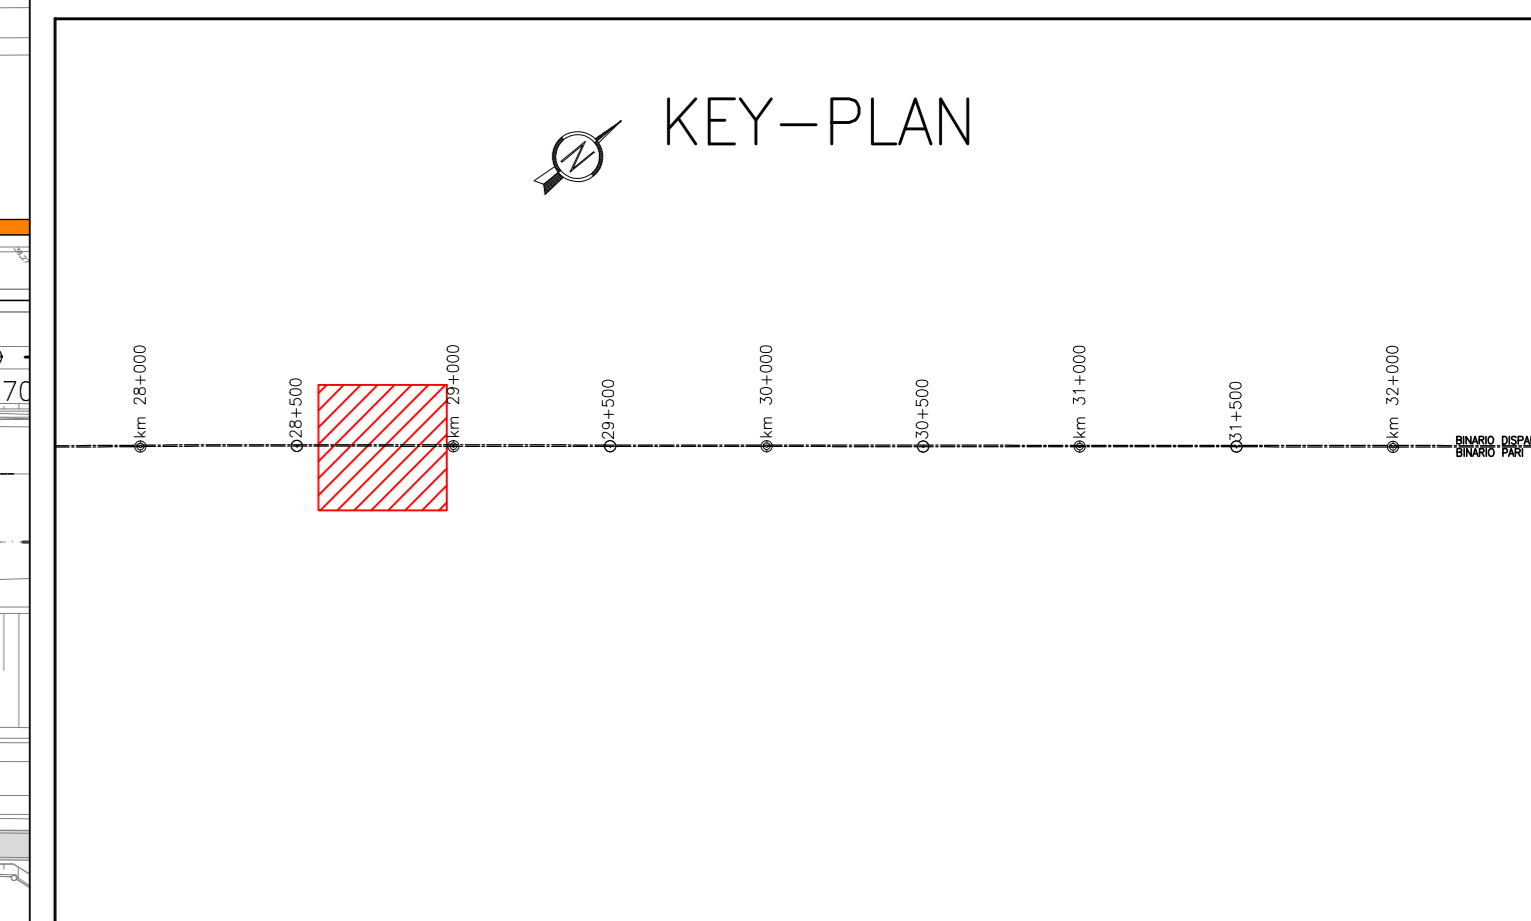 KEY-PLAN
N
km 28+000
28+500
km 29+000
29+500
km 30+000
30+500
km 31+000
31+500
km 32+000
BINARIO DISPA
BINARIO PARI
70